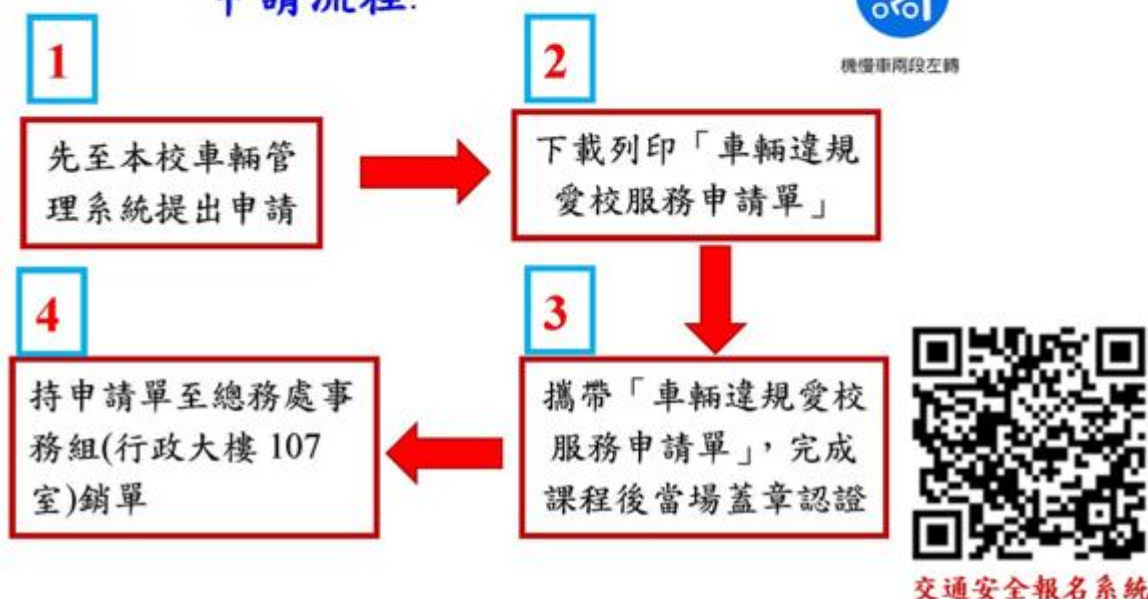 申請流程:
機慢車兩段左轉
1
先至本校車輛管
理系統提出申請
2
下載列印「車輛違規
愛校服務申請單」
3
攜帶「車輛違規愛校
服務申請單」,完成
課程後當場蓋章認證
4
持申請單至總務處事
務組(行政大樓 107
室)銷單
交通安全報名系統